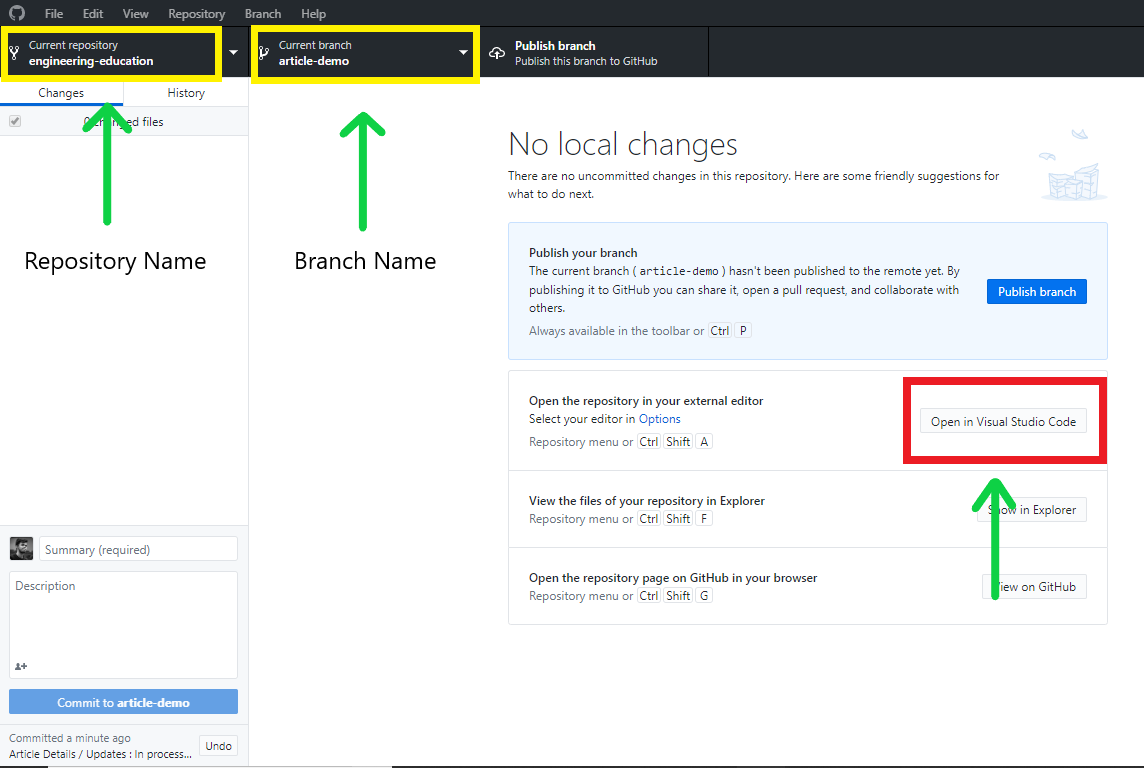 File Edit View Repository Branch Help
Current repository
engineering-education
Current branch
article-demo
Publish branch
Publish this branch to GitHub
Changes
History
files
Repository Name
Branch Name
No local changes
There are no uncommitted changes in this repository. Here are some friendly suggestions for
what to do next.
Publish your branch
The current branch ( article-demo ) hasn't been published to the remote yet. By
publishing it to GitHub you can share it, open a pull request, and collaborate with
others.
Always available in the toolbar or Ctrl P
Publish branch
Open the repository in your external editor
Select your editor in Options
Repository menu or Ctrl Shift A
Open in Visual Studio Code
View the files of your repository in Explorer
Repository menu or Ctrl Shift F
Show in Explorer
Open the repository page on GitHub in your browser
Repository menu or Ctrl Shift G
View on GitHub
Summary (required)
Description
Commit to article-demo
Committed a minute ago
Article Details / Updates : In process...
Undo